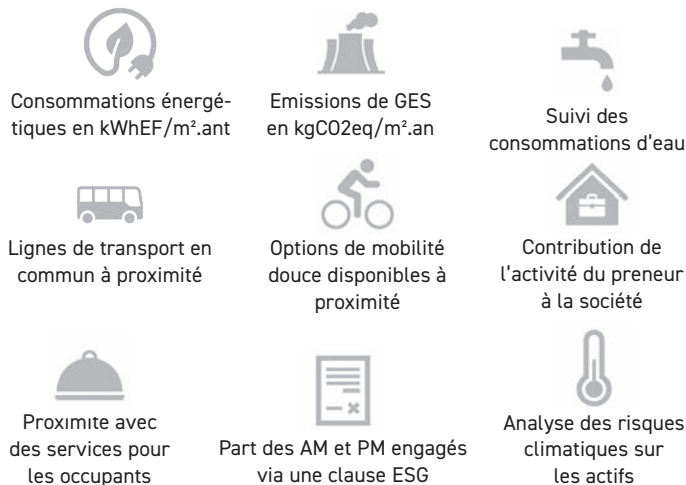 Consommations énergé-
tiques en kWhEF/m².ant
Emissions de GES
en kgCO2eq/m².an
Suivi des
consommations d'eau
Lignes de transport en
commun à proximité
Options de mobilité
douce disponibles à
proximité
Contribution de
l'activité du preneur
à la société
Proximite avec
des services pour
les occupants
Part des AM et PM engagés
via une clause ESG
Analyse des risques
climatiques sur
les actifs